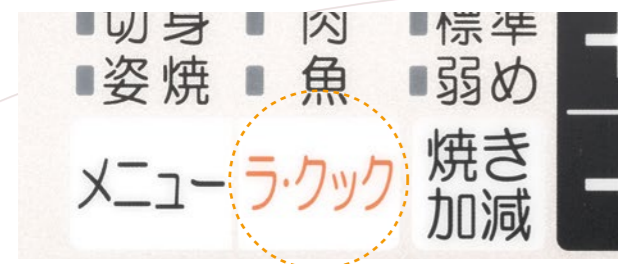 切身 肉 標準
姿焼 魚 弱め
メニュー ラ・クック 焼き
加減